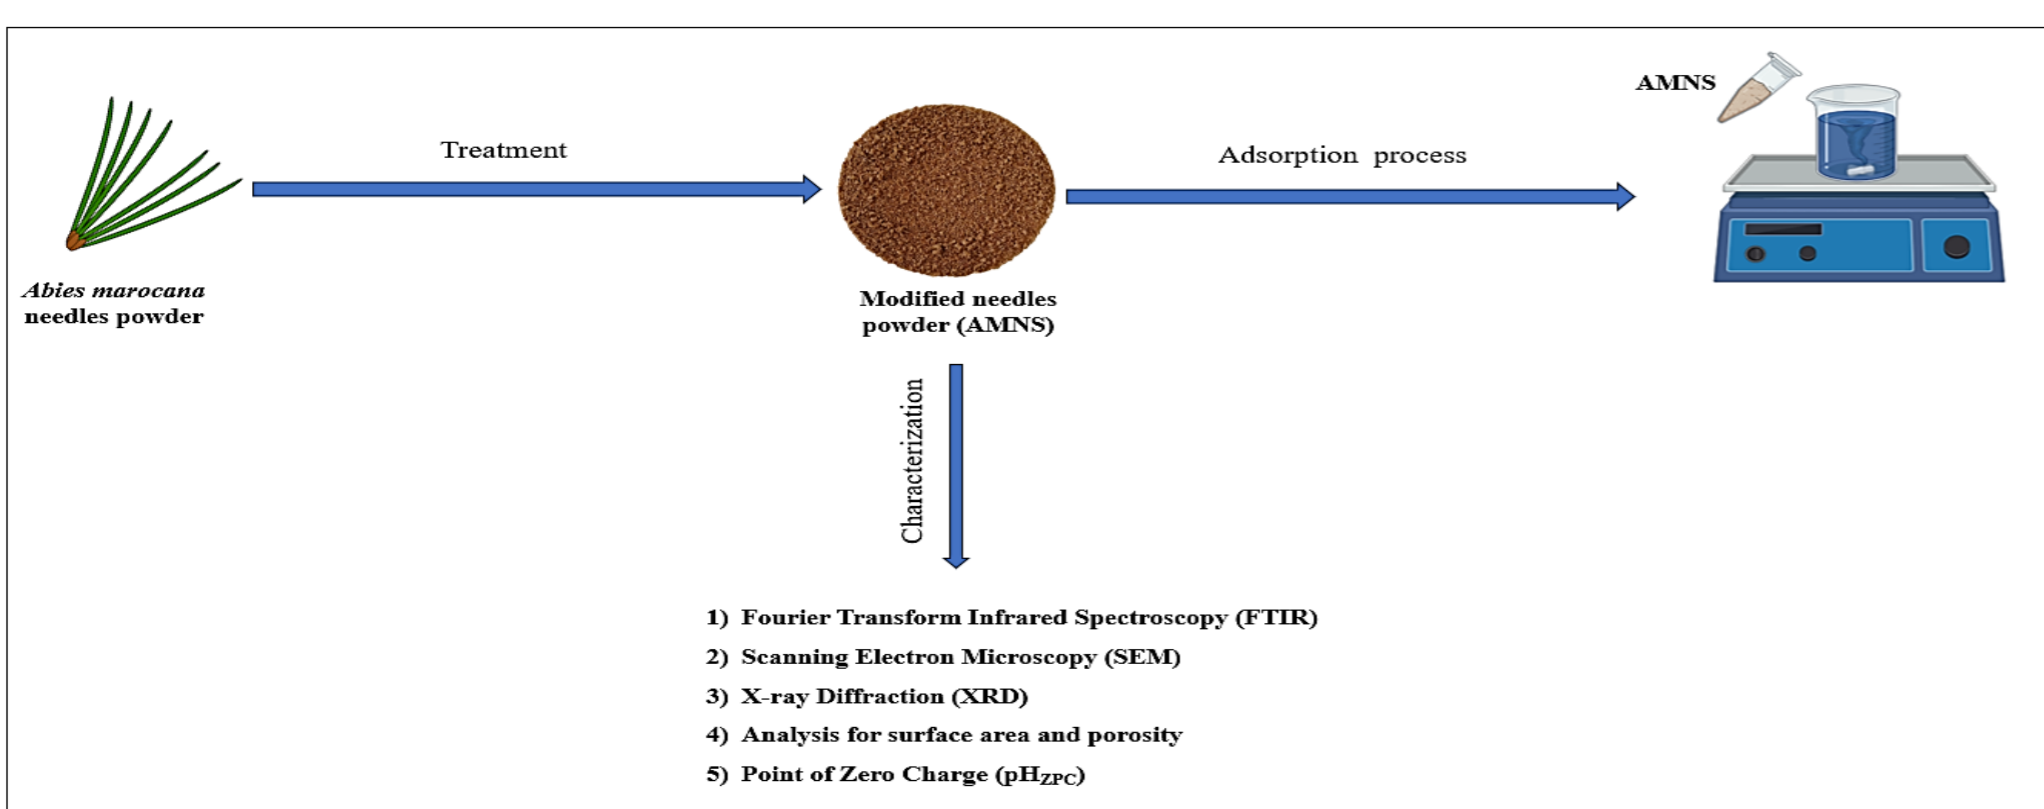 AMNS
Treatment
Adsorption process
Abies marocana
needles powder
Modified needles
powder (AMNS)
Characterization
1) Fourier Transform Infrared Spectroscopy (FTIR)
2) Scanning Electron Microscopy (SEM)
3) X-ray Diffraction (XRD)
4) Analysis for surface area and porosity
5) Point of Zero Charge (pHZPC)